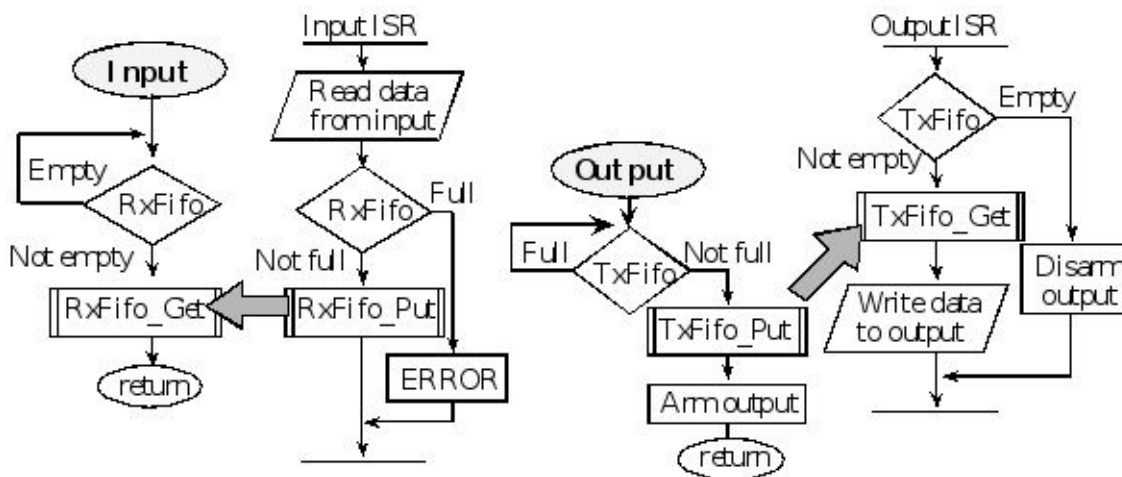 Input
Empty
RxFifo
Not empty
RxFifo_Get
return
Input ISR
Read data
from input
RxFifo
Full
Not full
RxFifo_Put
ERROR
Output
Full
TxFifo
Not full
TxFifo_Put
Arm output
return
Output ISR
TxFifo
Empty
Not empty
TxFifo_Get
Write data
to output
Disarm
output